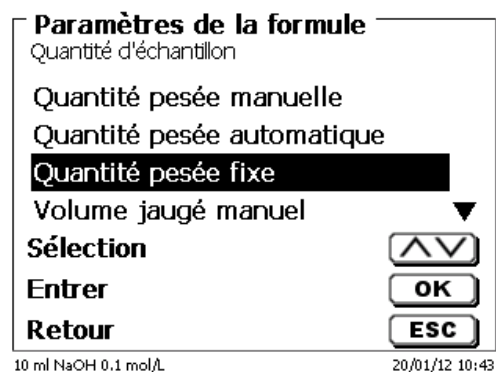 Paramètres de la formule
Quantité d'échantillon
Quantité pesée manuelle
Quantité pesée automatique
Quantité pesée fixe
Volume jaugé manuel
Sélection
Entrer OK
Retour ESC
10 ml NaOH 0.1 mol/L 20/01/12 10:43